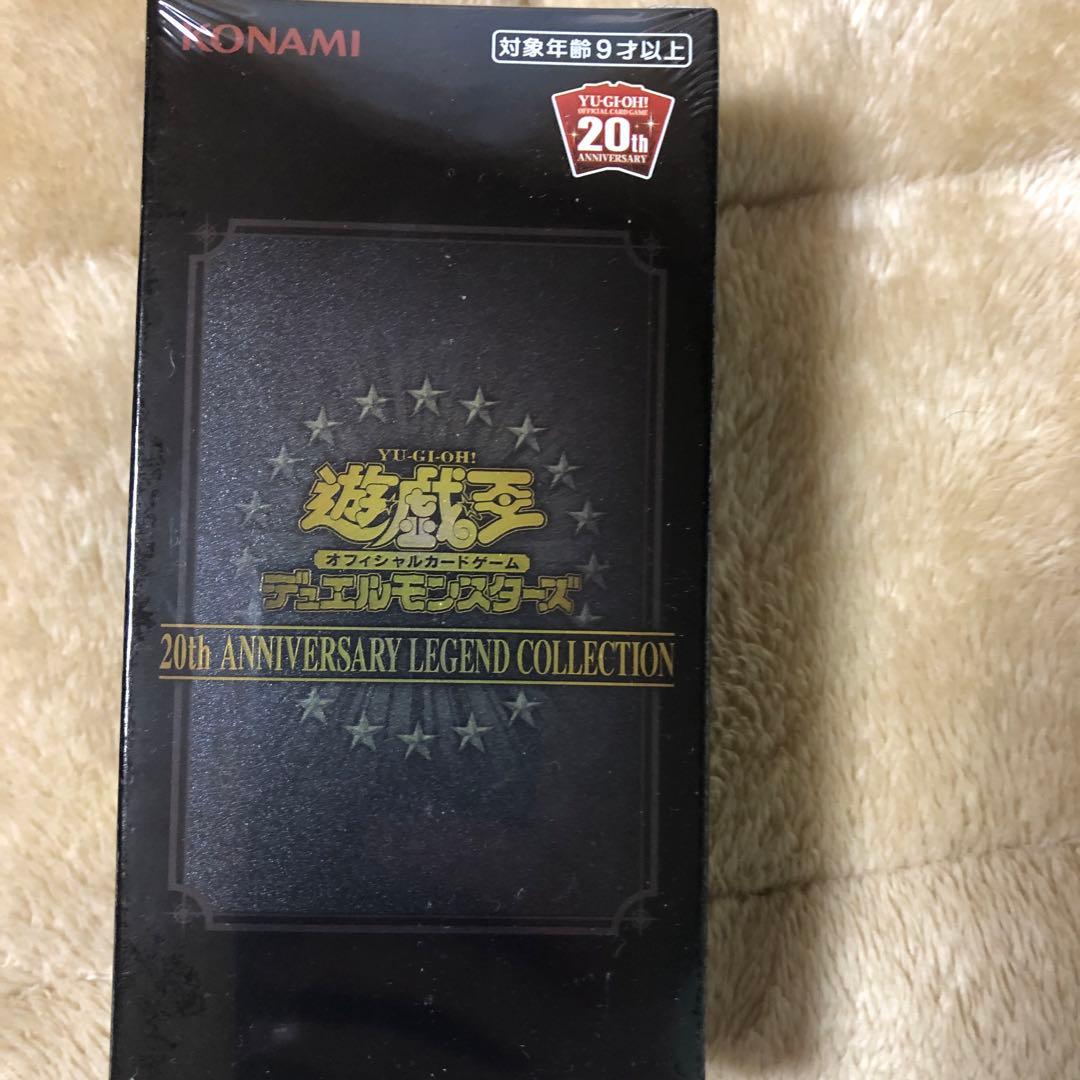 KONAMI
対象年齢9才以上
YU-GI-OH!
OFFICIAL CARD GAME
20th
ANNIVERSARY
YU-GI-OH!
遊戯王
オフィシャルカードゲーム
デュエルモンスターズ
20th ANNIVERSARY LEGEND COLLECTION